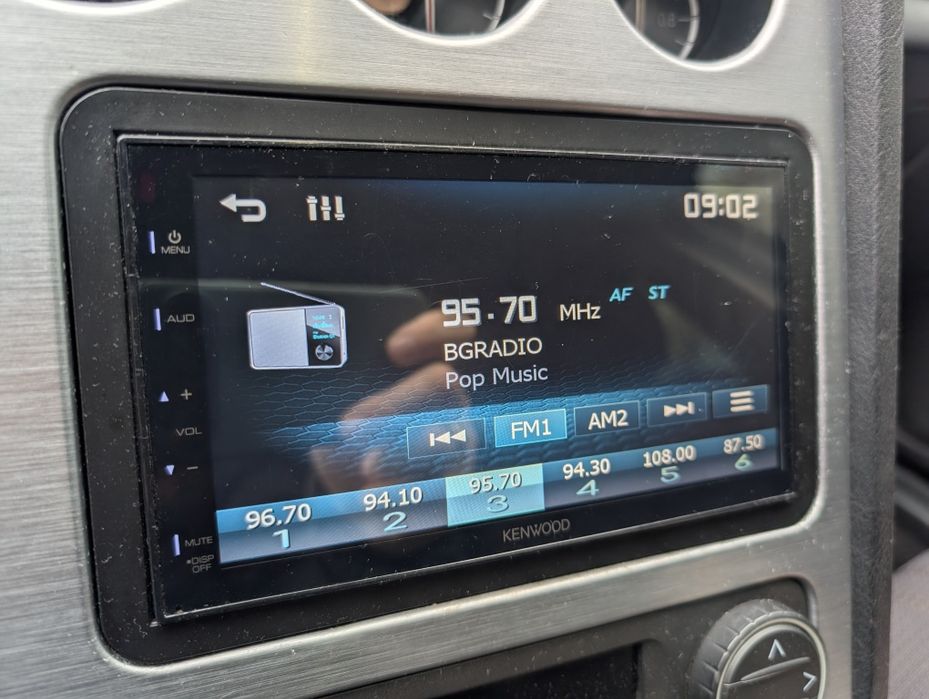 09:02
MENU
AUD
95.70 MHz AF ST
BGRADIO
Pop Music
+
VOL
−
FM1 AM2
96.70 94.10 95.70 94.30 108.00 87.50
1 2 3 4 5 6
MUTE
•DISP
OFF
KENWOOD